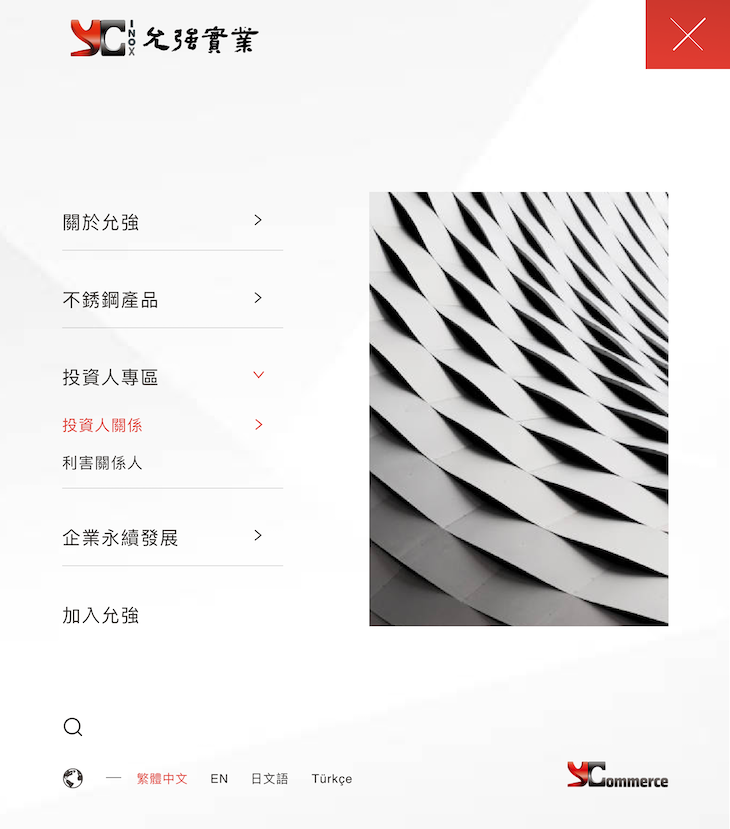 YC INOX 允強實業
關於允強
不銹鋼產品
投資人專區
投資人關係
利害關係人
企業永續發展
加入允強
繁體中文 EN 日文語 Türkçe
YCommerce